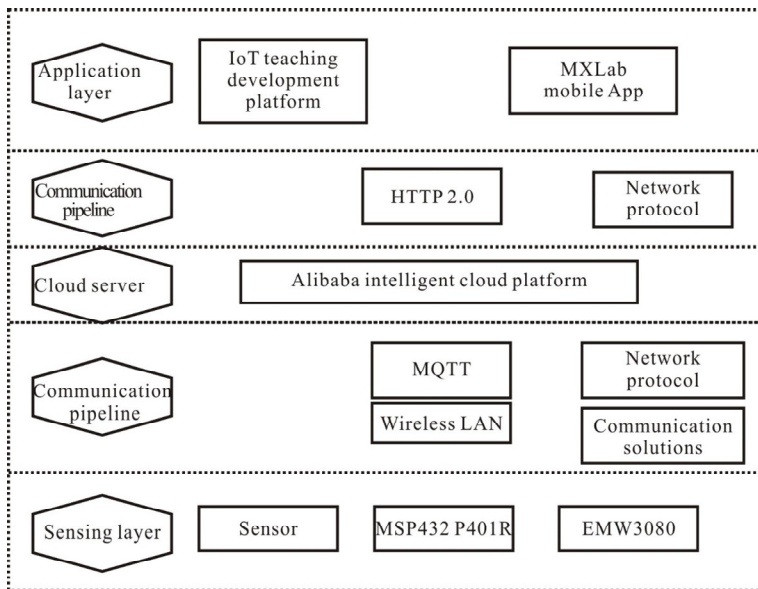 Application
layer
IoT teaching
development
platform
MXLab
mobile App
Communication
pipeline
HTTP 2.0
Network
protocol
Cloud server
Alibaba intelligent cloud platform
Communication
pipeline
MQTT
Wireless LAN
Network
protocol
Communication
solutions
Sensing layer
Sensor
MSP432 P401R
EMW3080